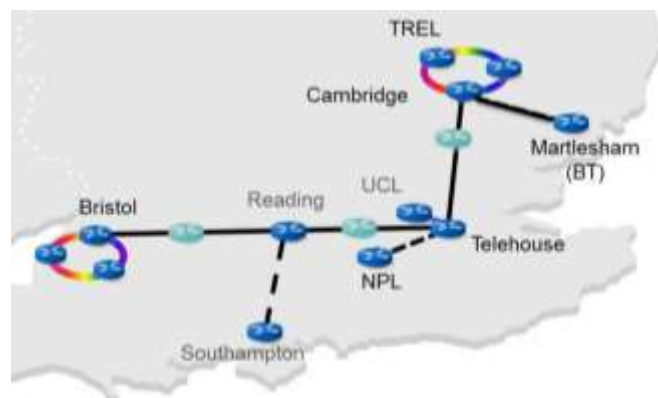 TREL
Cambridge
Martlesham
(BT)
UCL
Reading
Bristol
Telehouse
NPL
Southampton